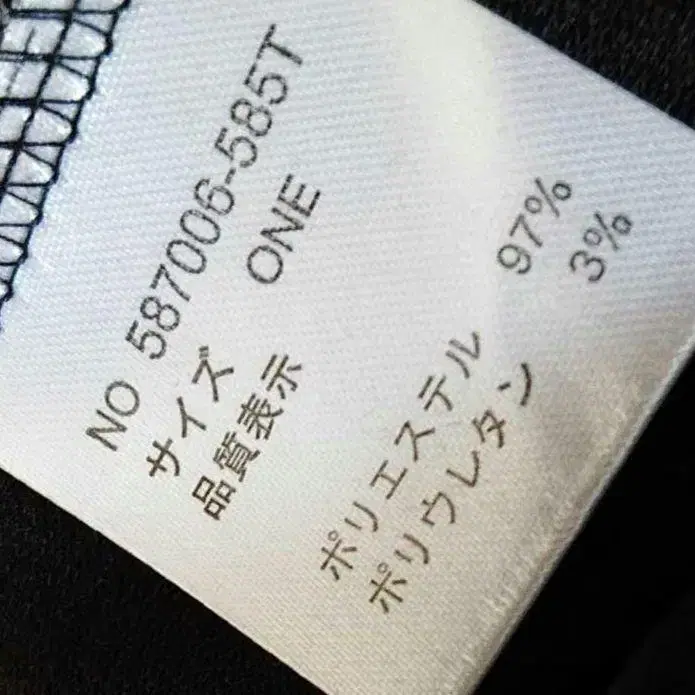 NO 587006-585T
サイズ ONE
品質表示
ポリエステル 97%
ポリウレタン 3%